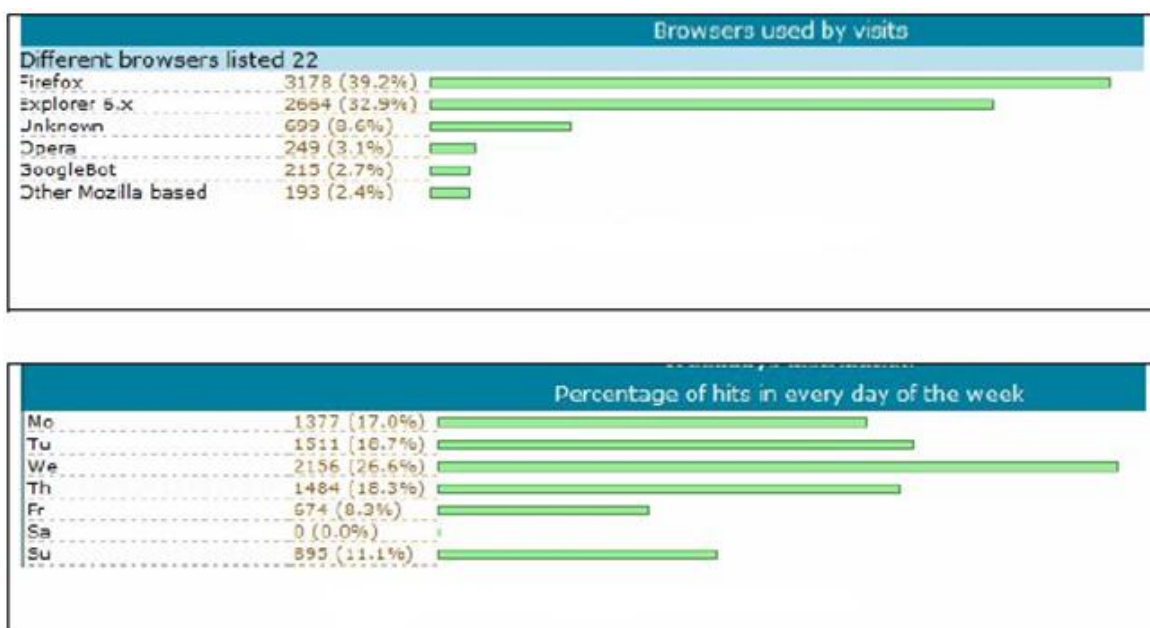 Browsers used by visits
Different browsers listed 22
Firefox 3178 (39.2%)
Explorer 6.x 2664 (32.9%)
Unknown 699 (8.6%)
Opera 249 (3.1%)
GoogleBot 215 (2.7%)
Other Mozilla based 193 (2.4%)
Percentage of hits in every day of the week
Mo 1377 (17.0%)
Tu 1511 (18.7%)
We 2156 (26.6%)
Th 1484 (18.3%)
Fr 674 (8.3%)
Sa 0 (0.0%)
Su 895 (11.1%)